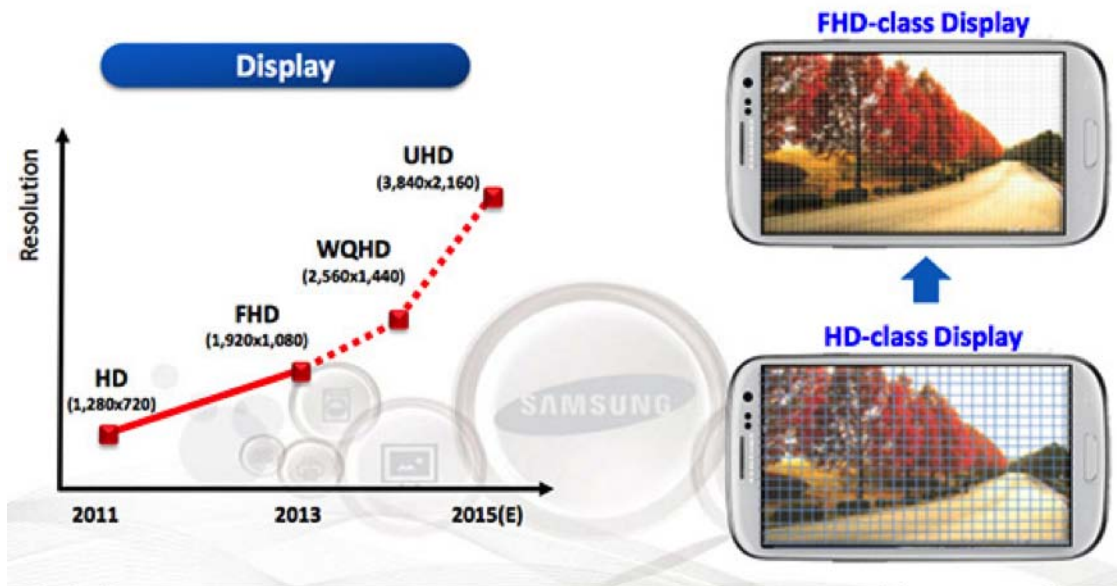 Display
Resolution
UHD
(3,840x2,160)
WQHD
(2,560x1,440)
FHD
(1,920x1,080)
HD
(1,280x720)
SAMSUNG
2011
2013
2015(E)
FHD-class Display
HD-class Display